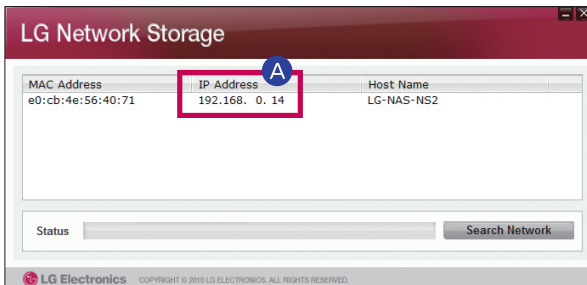 LG Network Storage
A
MAC Address IP Address Host Name
e0:cb:4e:56:40:71 192.168. 0. 14 LG-NAS-NS2
Status Search Network
LG Electronics COPYRIGHT © 2010 LG ELECTRONICS. ALL RIGHTS RESERVED.